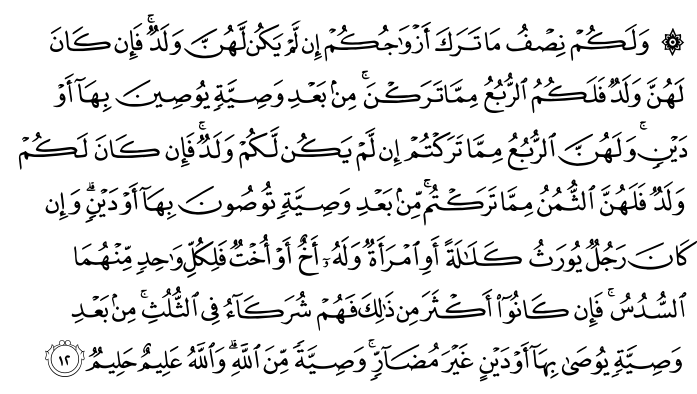 ۞ وَلَكُمْ نِصْفُ مَا تَرَكَ أَزْوَٰجُكُمْ إِن لَّمْ يَكُن لَّهُنَّ وَلَدٌ ۚ فَإِن كَانَ
لَهُنَّ وَلَدٌ فَلَكُمُ ٱلرُّبُعُ مِمَّا تَرَكْنَ ۚ مِنۢ بَعْدِ وَصِيَّةٍ يُوصِينَ بِهَآ أَوْ
دَيْنٍ ۚ وَلَهُنَّ ٱلرُّبُعُ مِمَّا تَرَكْتُمْ إِن لَّمْ يَكُن لَّكُمْ وَلَدٌ ۚ فَإِن كَانَ لَكُمْ
وَلَدٌ فَلَهُنَّ ٱلثُّمُنُ مِمَّا تَرَكْتُم ۚ مِّنۢ بَعْدِ وَصِيَّةٍ تُوصُونَ بِهَآ أَوْ دَيْنٍ ۗ وَإِن
كَانَ رَجُلٌ يُورَثُ كَلَٰلَةً أَوِ ٱمْرَأَةٌ وَلَهُۥٓ أَخٌ أَوْ أُخْتٌ فَلِكُلِّ وَٰحِدٍ مِّنْهُمَا
ٱلسُّدُسُ ۚ فَإِن كَانُوٓا۟ أَكْثَرَ مِن ذَٰلِكَ فَهُمْ شُرَكَآءُ فِى ٱلثُّلُثِ ۚ مِنۢ بَعْدِ
وَصِيَّةٍ يُوصَىٰ بِهَآ أَوْ دَيْنٍ غَيْرَ مُضَآرٍّ ۚ وَصِيَّةً مِّنَ ٱللَّهِ ۗ وَٱللَّهُ عَلِيمٌ حَلِيمٌ ١٢